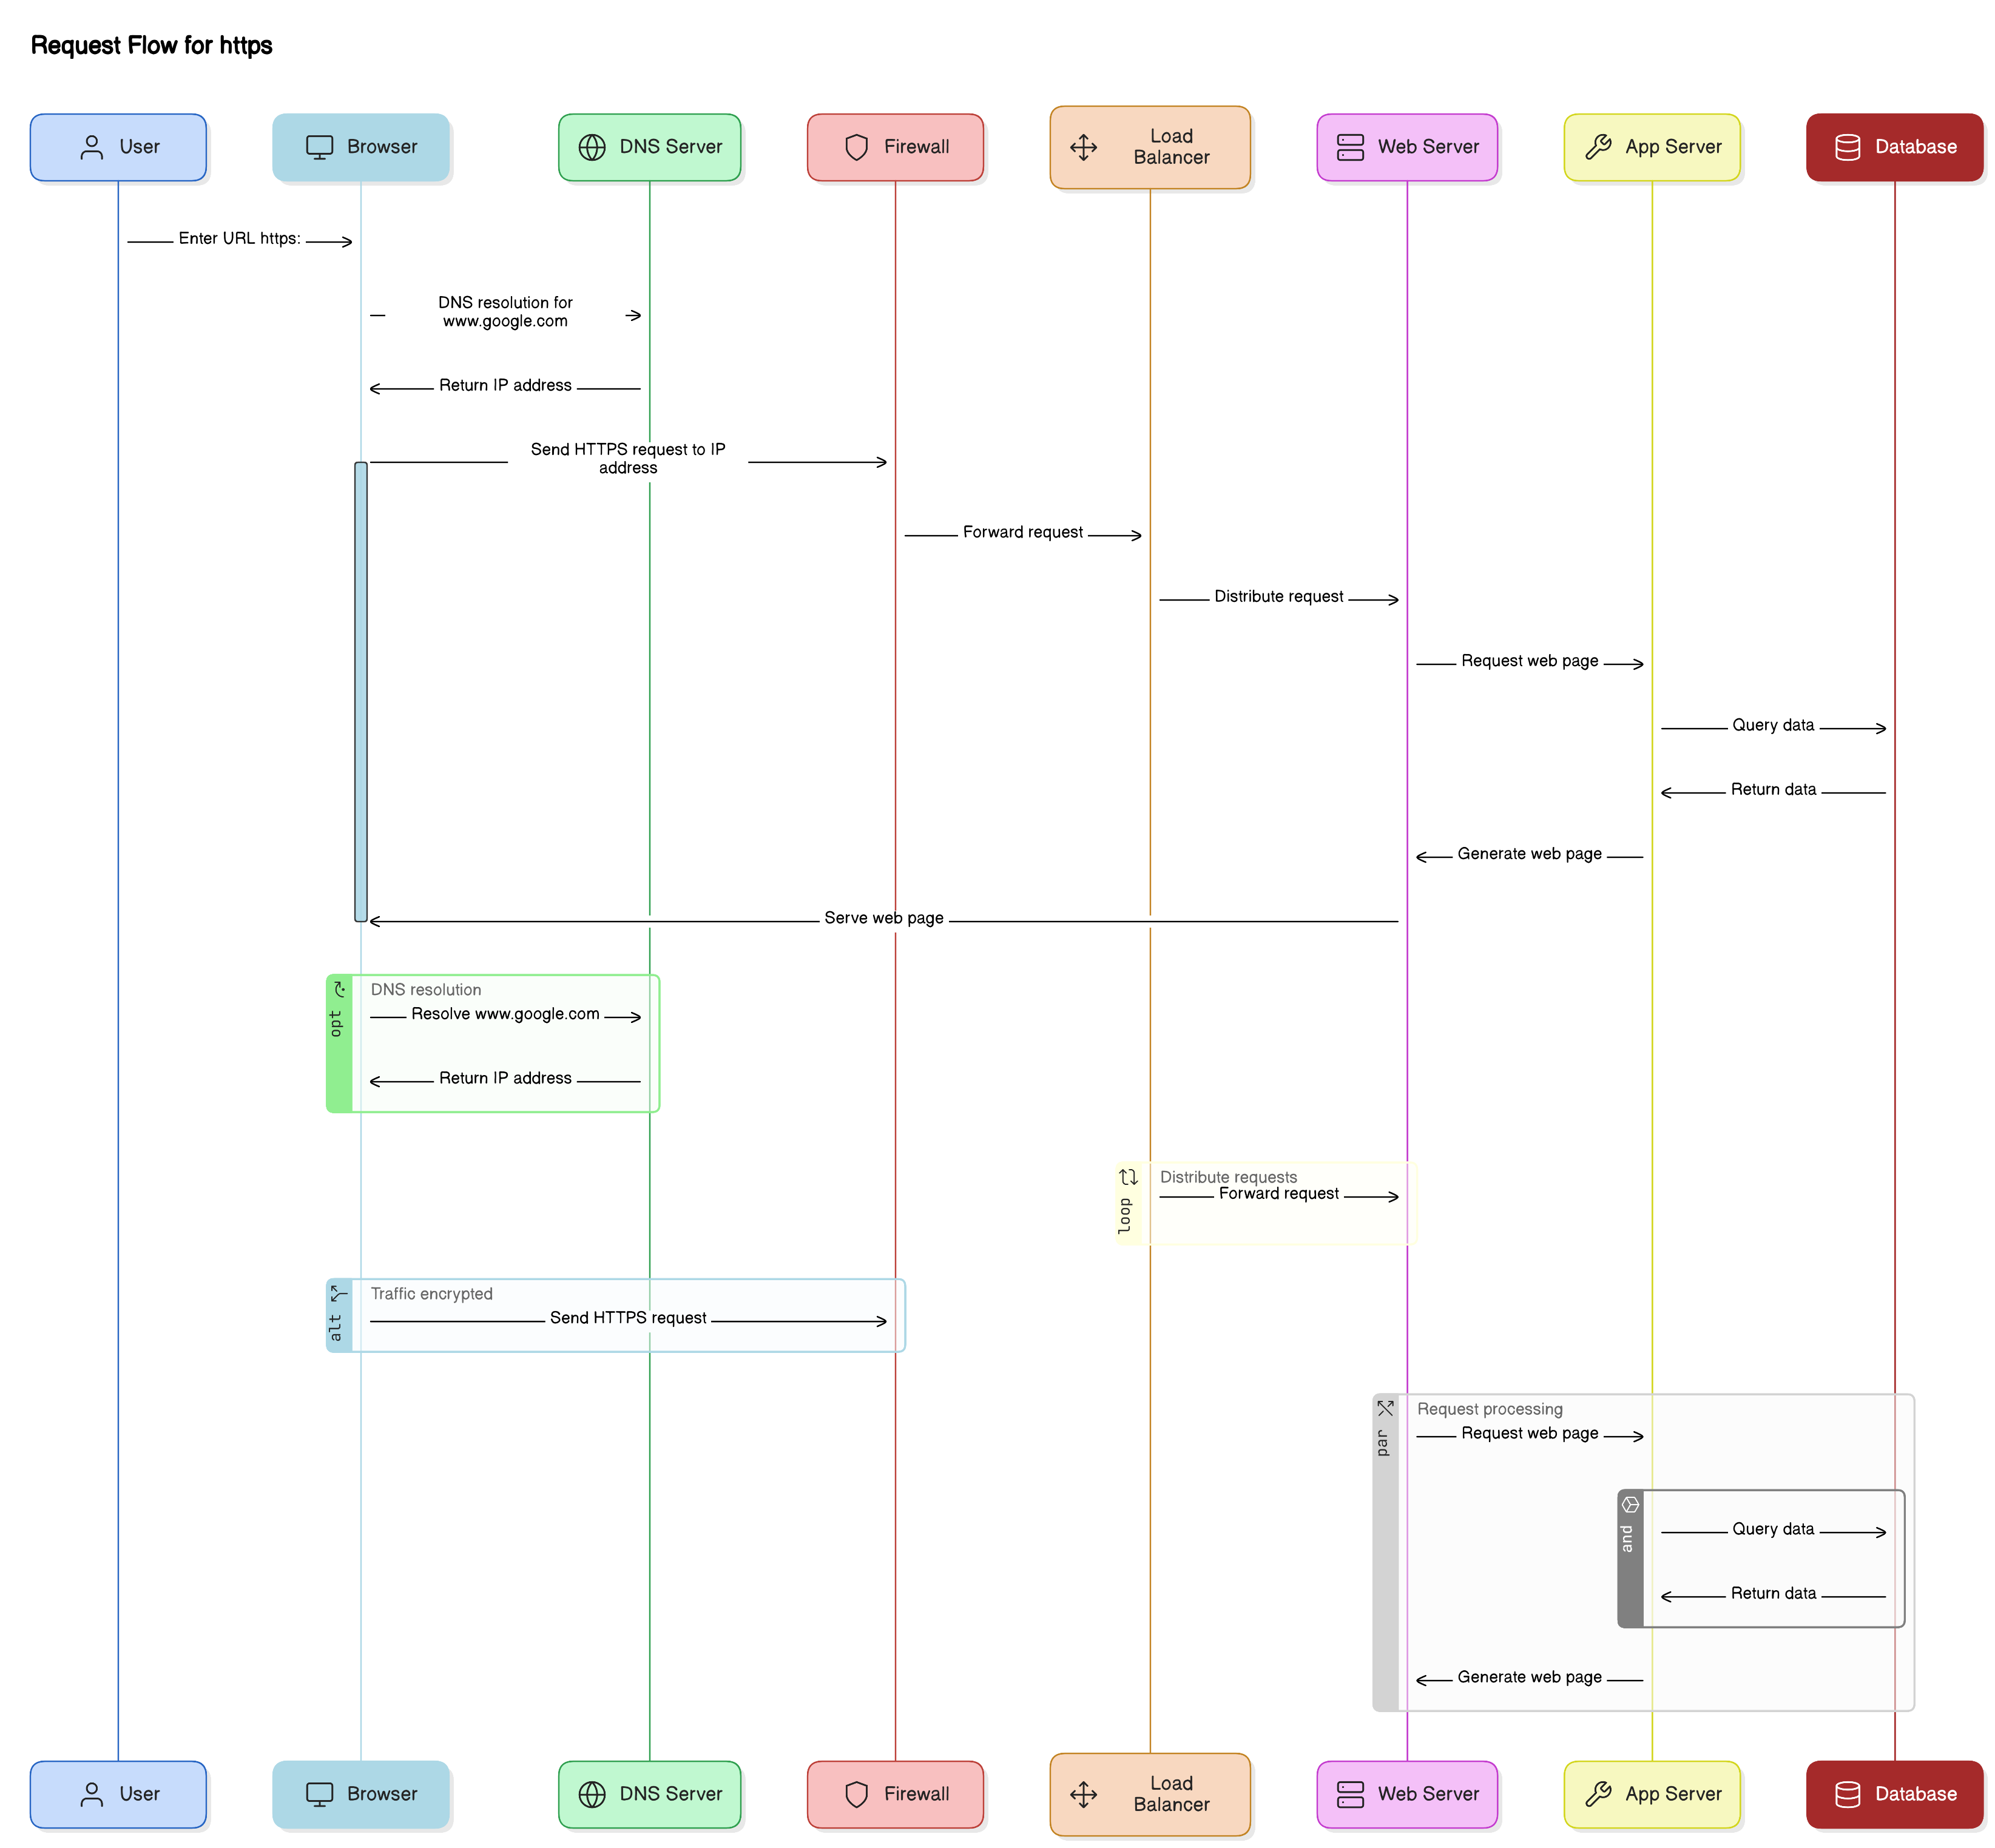 Request Flow for https
User
Browser
DNS Server
Firewall
Load
Balancer
Web Server
App Server
Database
Enter URL https:
DNS resolution for
www.google.com
Return IP address
Send HTTPS request to IP
address
Forward request
Distribute request
Request web page
Query data
Return data
Generate web page
Serve web page
opt
DNS resolution
Resolve www.google.com
Return IP address
loop
Distribute requests
Forward request
alt
Traffic encrypted
Send HTTPS request
par
Request processing
Request web page
and
Query data
Return data
Generate web page
User
Browser
DNS Server
Firewall
Load
Balancer
Web Server
App Server
Database